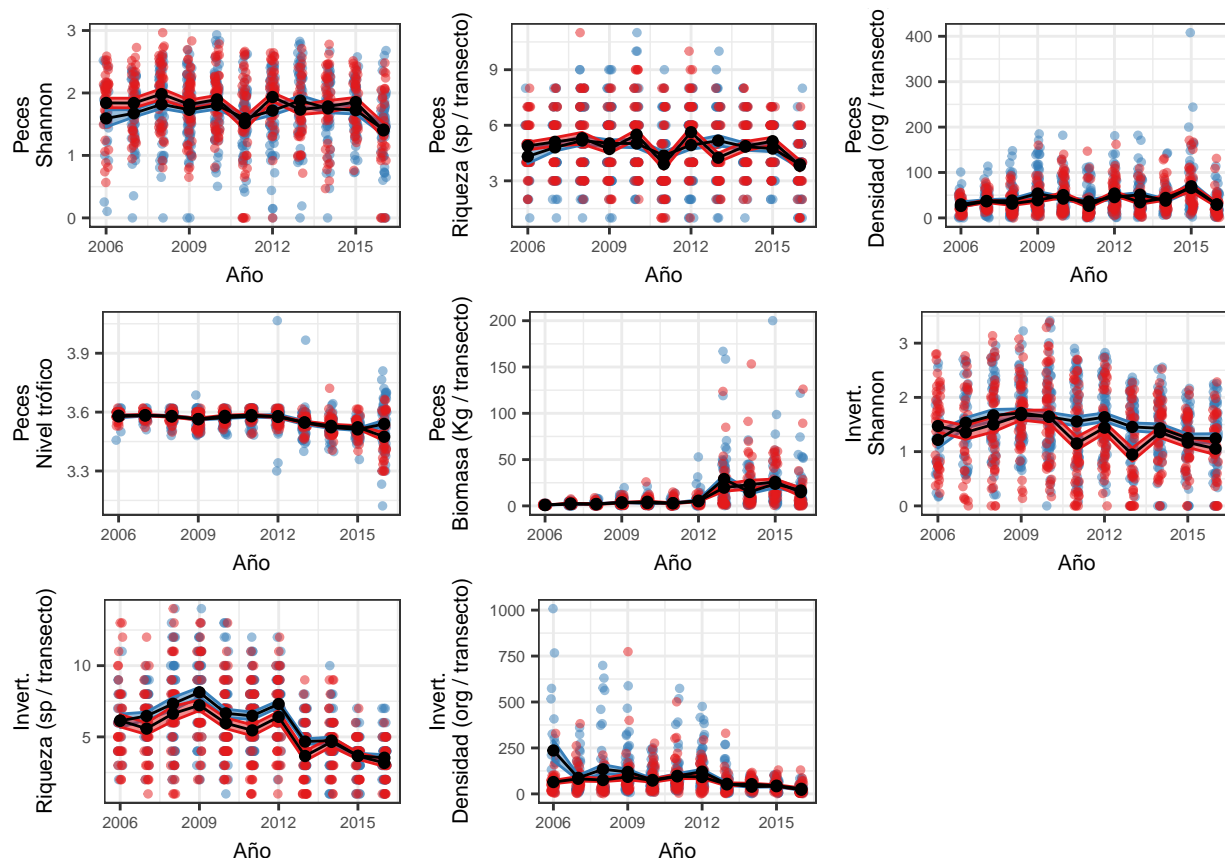 Peces
Shannon
3
2
1
0
2006
2009
2012
2015
Año
Peces
Riqueza (sp / transecto)
9
6
3
2006
2009
2012
2015
Año
Peces
Densidad (org / transecto
400
300
200
100
0
2006
2009
2012
2015
Año
Peces
Nivel trófico
3.9
3.6
3.3
2006
2009
2012
2015
Año
Peces
Biomasa (Kg / transecto)
200
150
100
50
0
2006
2009
2012
2015
Año
Invert.
Shannon
3
2
1
0
2006
2009
2012
2015
Año
Invert.
Riqueza (sp / transecto)
10
5
2006
2009
2012
2015
Año
Invert.
Densidad (org / transecto)
1000
750
500
250
0
2006
2009
2012
2015
Año